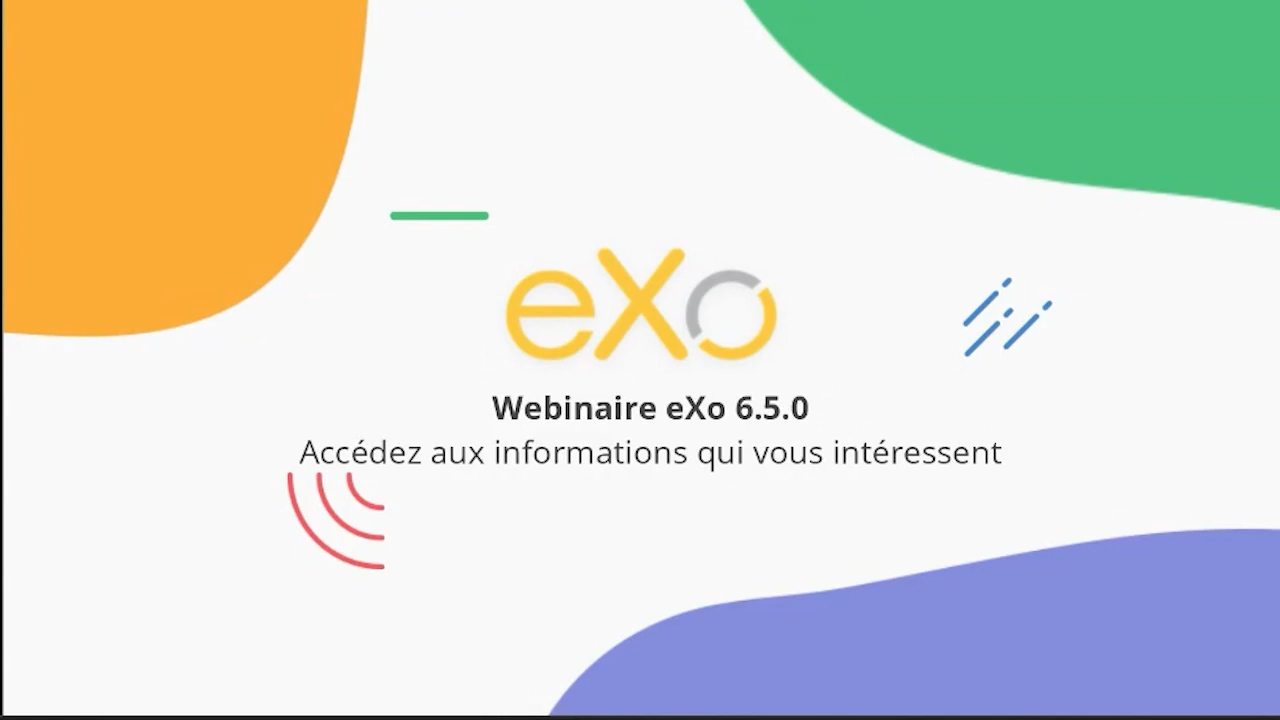 eXo
Webinaire eXo 6.5.0
Accédez aux informations qui vous intéressent